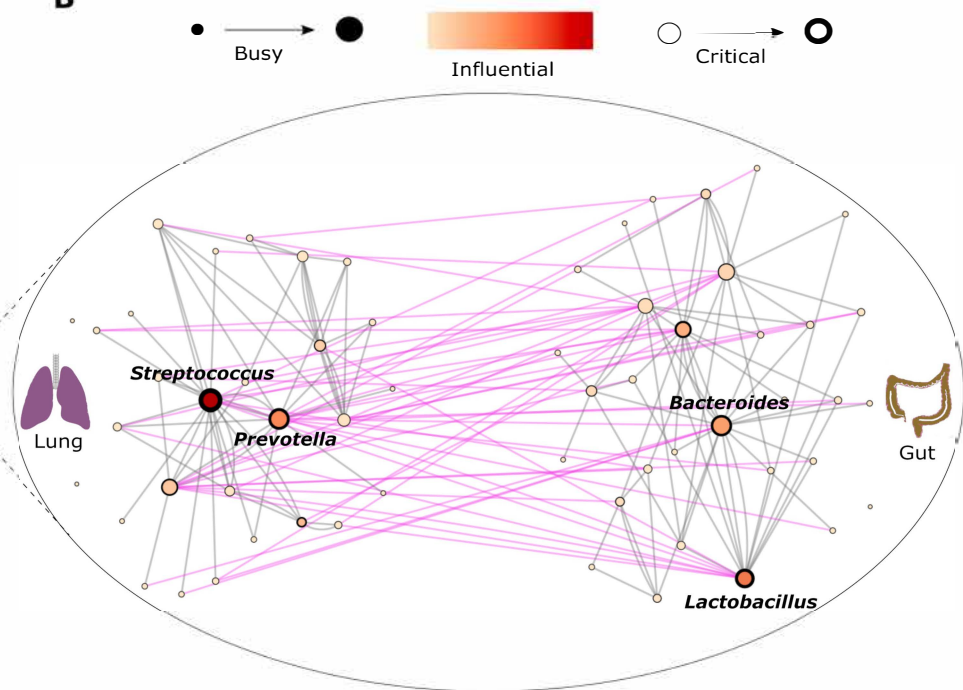 B
Busy
Influential
Critical
Streptococcus
Prevotella
Bacteroides
Lung
Gut
Lactobacillus